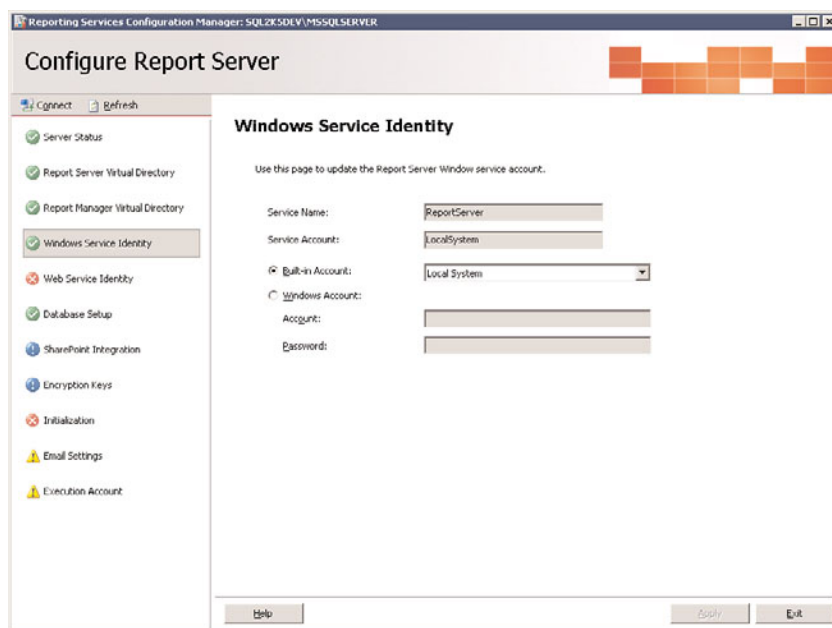 Reporting Services Configuration Manager: SQL2K5DEV\MSSQLSERVER
Configure Report Server
Connect Refresh
Server Status
Report Server Virtual Directory
Report Manager Virtual Directory
Windows Service Identity
Web Service Identity
Database Setup
SharePoint Integration
Encryption Keys
Initialization
Email Settings
Execution Account
Windows Service Identity
Use this page to update the Report Server Window service account.
Service Name: ReportServer
Service Account: LocalSystem
Built-in Account: Local System
Windows Account:
Account:
Password:
Help Apply Exit